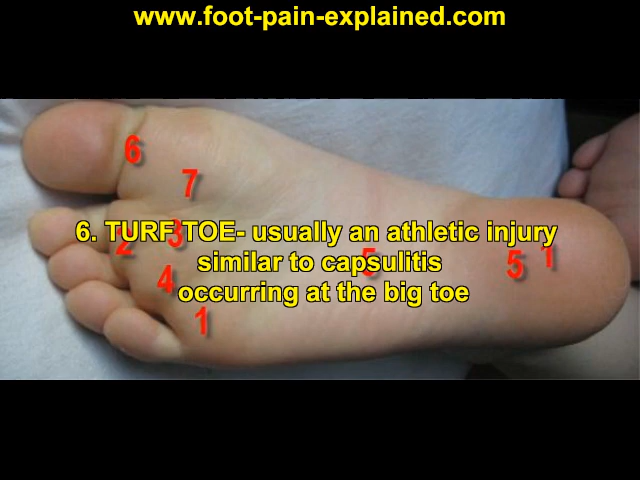 www.foot-pain-explained.com
6
7
6. TURF TOE- usually an athletic injury
2 3
similar to capsulitis
5 5 1
4
occurring at the big toe
1